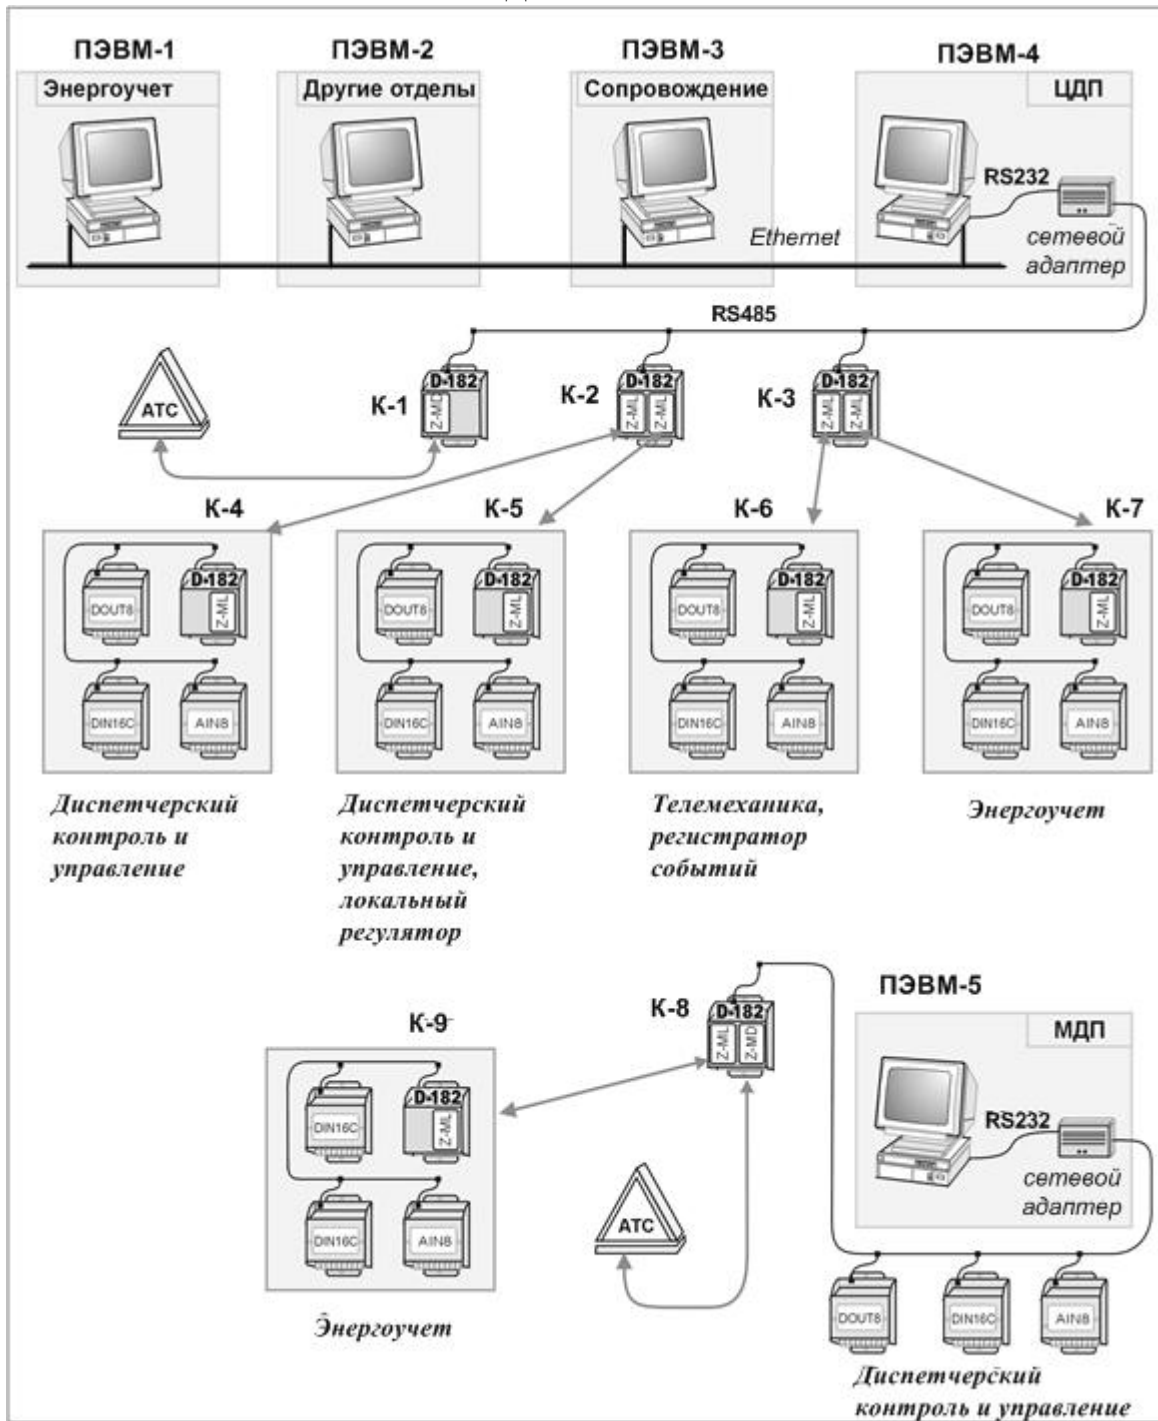 ПЭВМ-1
ПЭВМ-2
ПЭВМ-3
ПЭВМ-4
Энергоучет
Другие отделы
Сопровождение
ЦДП
RS232
Ethernet
сетевой
адаптер
RS485
АТС
К-1
D-182
Z-MD
К-2
D-182
Z-ML
Z-ML
К-3
D-182
Z-ML
Z-ML
К-4
К-5
К-6
К-7
DOUT8
D-182
Z-ML
DOUT8
D-182
Z-ML
DOUT8
D-182
Z-ML
DOUT8
D-182
Z-ML
DIN16C
AIN8
DIN16C
AIN8
DIN16C
AIN8
DIN16C
AIN8
Диспетчерский
контроль и
управление
Диспетчерский
контроль и
управление,
локальный
регулятор
Телемеханика,
регистратор
событий
Энергоучет
К-8
D-182
Z-ML
Z-MD
ПЭВМ-5
МДП
RS232
сетевой
адаптер
К-9
DIN16C
D-182
Z-ML
DIN16C
AIN8
Энергоучет
АТС
DOUT8
DIN16C
AIN8
Диспетчерский
контроль и управление